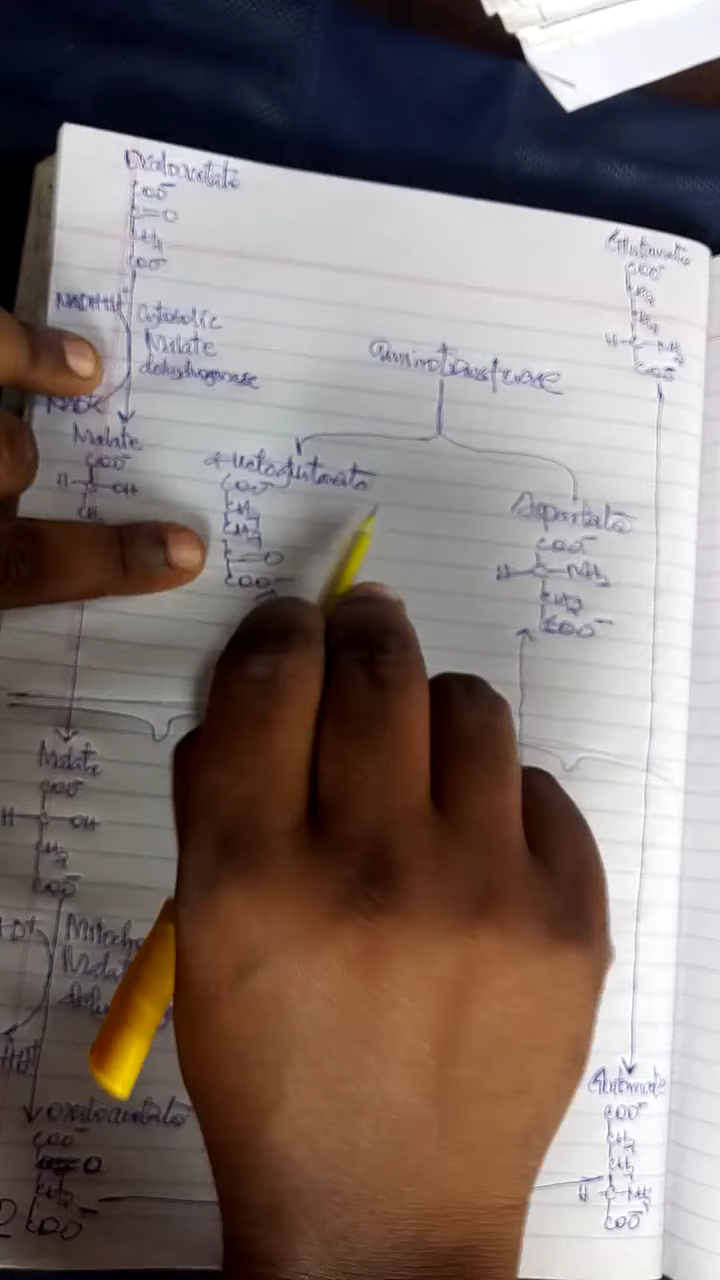 Oxaloacetate
COO⁻
C=O
CH₂
COO⁻
NADH+H⁺
Cytosolic
Malate
dehydrogenase
NAD⁺
Malate
COO⁻
H-C-OH
CH
Aminotransferase
α-Ketoglutarate
COO⁻
CH₂
CH₂
C=O
COO⁻
Aspartate
COO⁻
H-C-NH₂
CH₂
COO⁻
Glutamate
COO⁻
CH₂
CH₂
H-C-NH₂
COO⁻
Malate
COO⁻
H-C-OH
CH₂
COO⁻
AD⁺
oxaloacetate
COO⁻
C=O
CH₂
COO⁻
Glutamate
COO⁻
CH₂
CH₂
H-C-NH₂
COO⁻